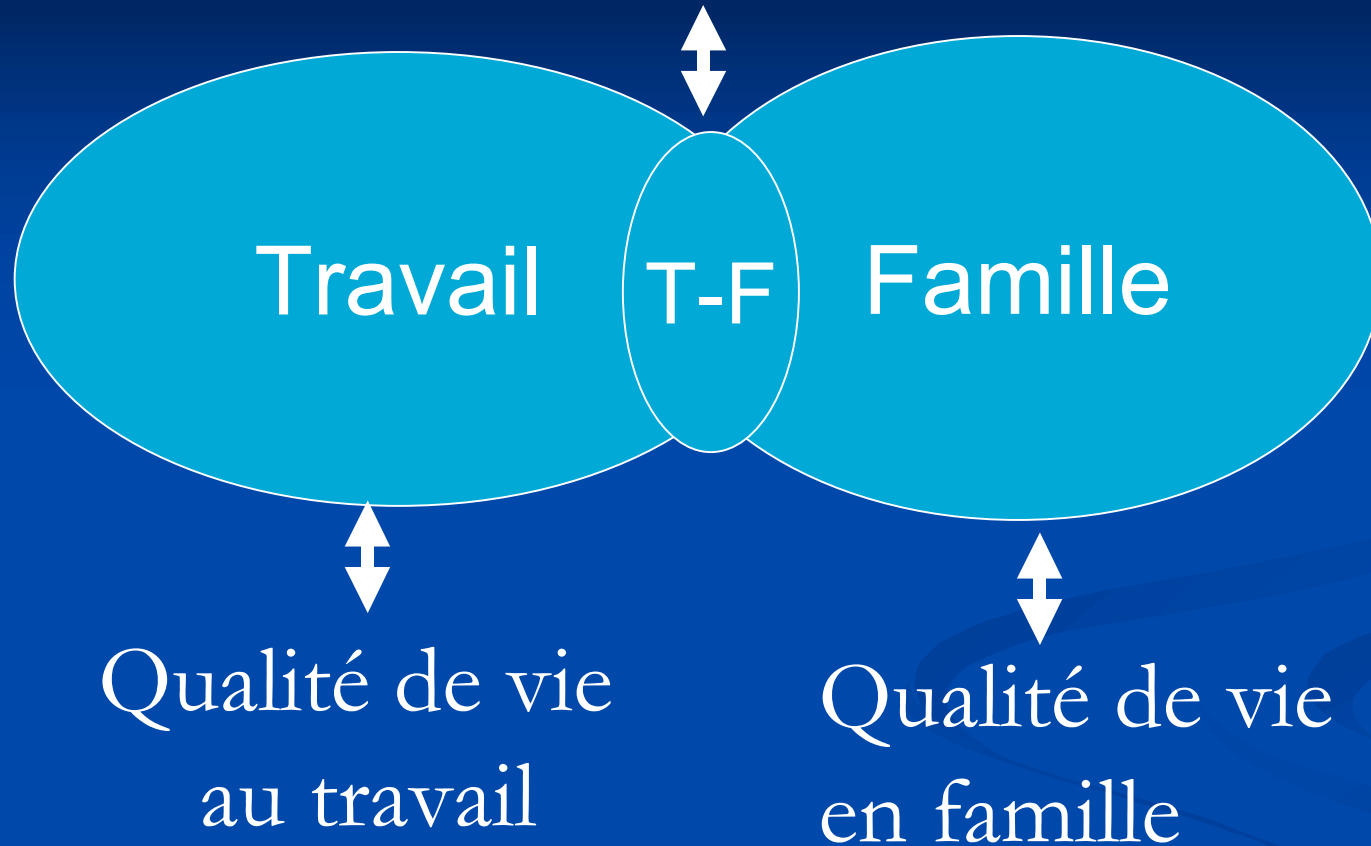 Travail
T-F
Famille
Qualité de vie
au travail
Qualité de vie
en famille